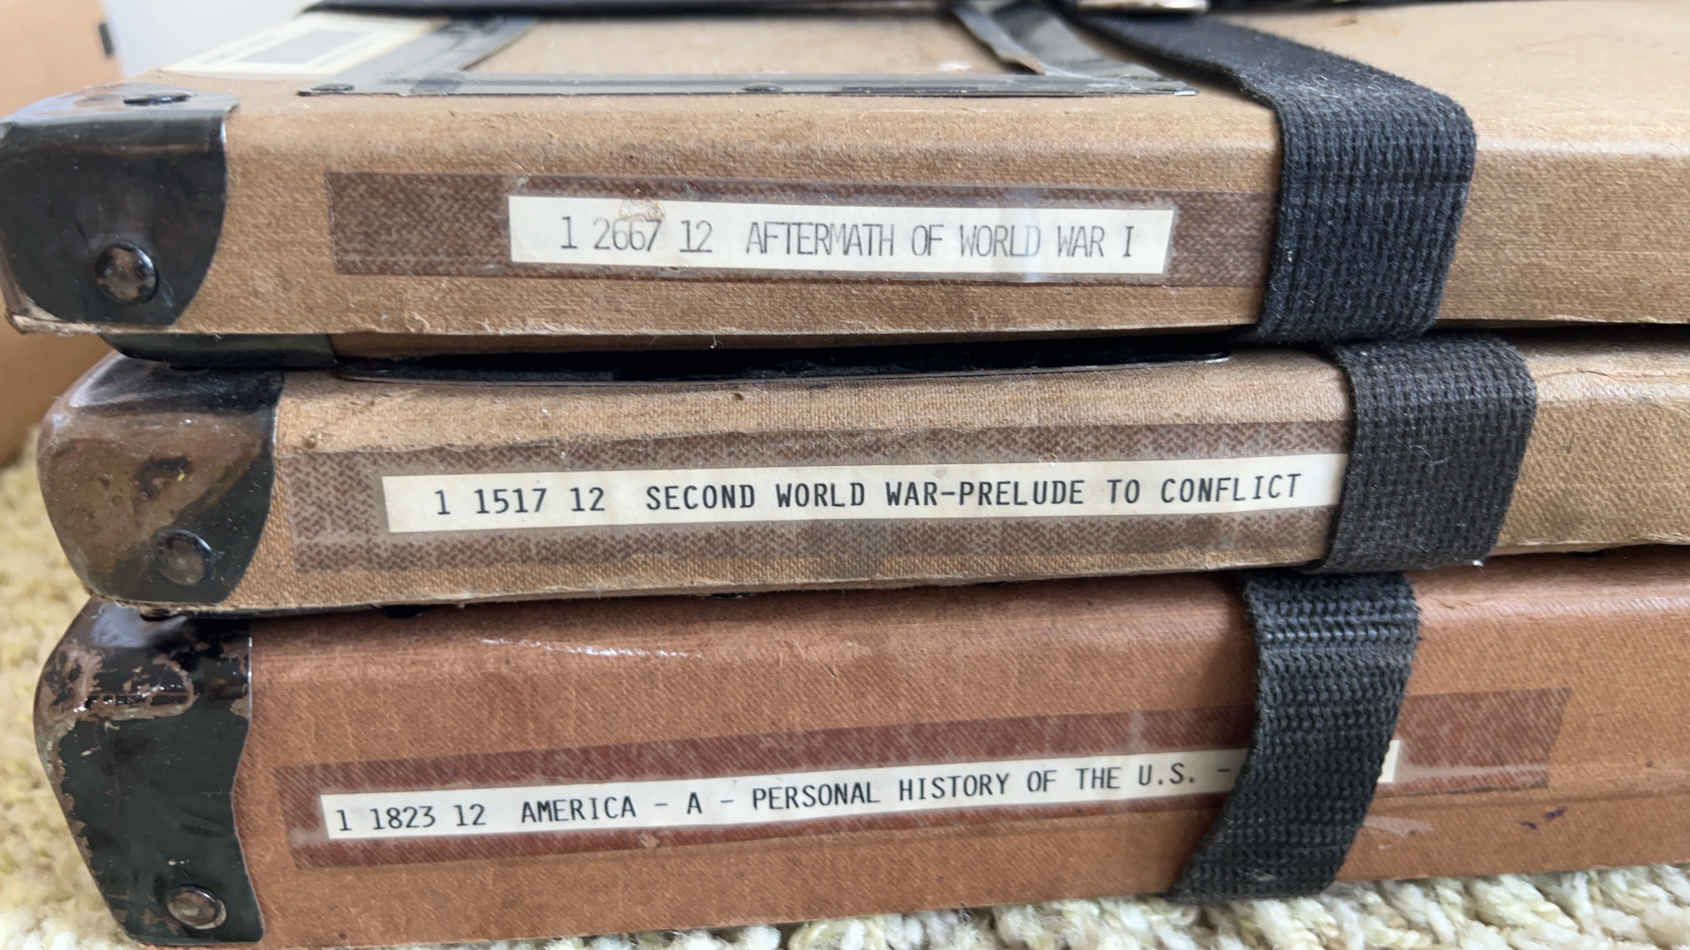 1 2667 12 AFTERMATH OF WORLD WAR I
1 1517 12 SECOND WORLD WAR-PRELUDE TO CONFLICT
1 1823 12 AMERICA - A - PERSONAL HISTORY OF THE U.S. -